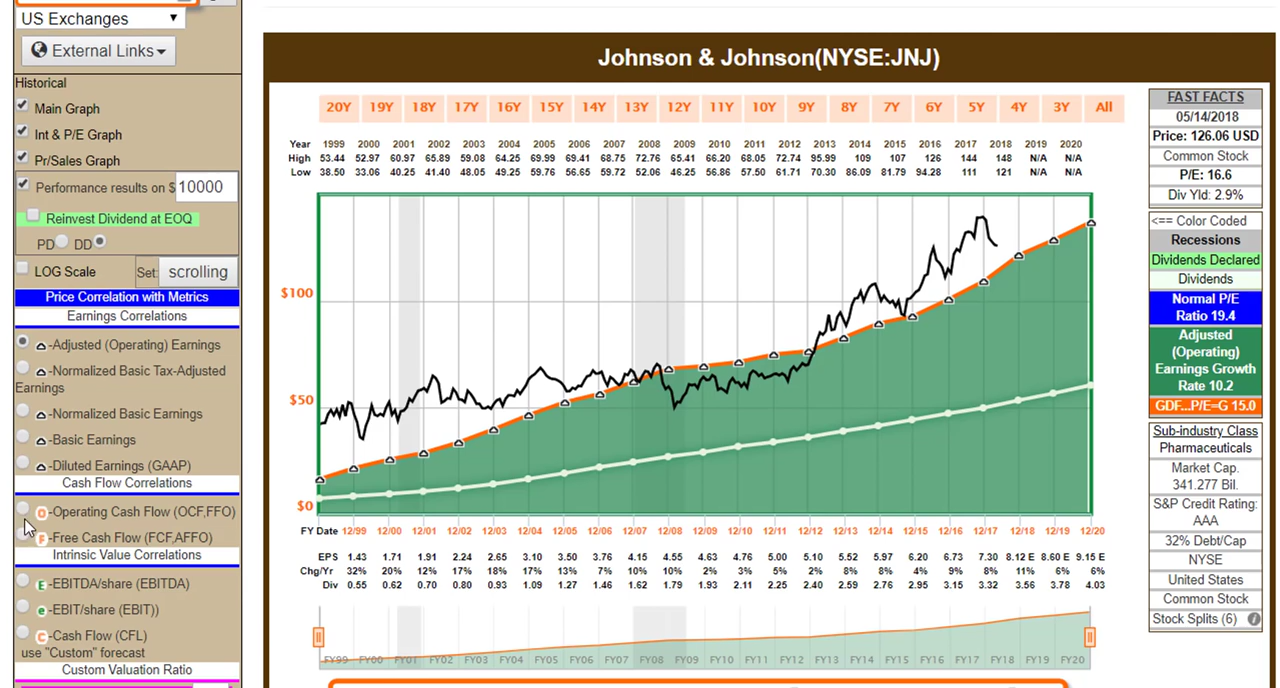 US Exchanges ▼
External Links
Historical
Main Graph
Int & P/E Graph
Pr/Sales Graph
Performance results on $ 10000
Reinvest Dividend at EOQ
PD DD
LOG Scale Set: scrolling
Price Correlation with Metrics
Earnings Correlations
-Adjusted (Operating) Earnings
-Normalized Basic Tax-Adjusted
Earnings
-Normalized Basic Earnings
-Basic Earnings
-Diluted Earnings (GAAP)
Cash Flow Correlations
O-Operating Cash Flow (OCF,FFO)
F-Free Cash Flow (FCF,AFFO)
Intrinsic Value Correlations
E-EBITDA/share (EBITDA)
e-EBIT/share (EBIT))
C-Cash Flow (CFL)
use "Custom" forecast
Custom Valuation Ratio
Johnson & Johnson(NYSE:JNJ)
20Y 19Y 18Y 17Y 16Y 15Y 14Y 13Y 12Y 11Y 10Y 9Y 8Y 7Y 6Y 5Y 4Y 3Y All
Year 1999 2000 2001 2002 2003 2004 2005 2006 2007 2008 2009 2010 2011 2012 2013 2014 2015 2016 2017 2018 2019 2020
High 53.44 52.97 60.97 65.89 59.08 64.25 69.99 69.41 68.75 72.76 65.41 66.20 68.05 72.74 95.99 109 107 126 144 148 N/A N/A
Low 38.50 33.06 40.25 41.40 48.05 49.25 59.76 56.65 59.72 52.06 46.25 56.86 57.50 61.71 70.30 86.09 81.79 94.28 111 121 N/A N/A
$100
$50
$0
FY Date 12/99 12/00 12/01 12/02 12/03 12/04 12/05 12/06 12/07 12/08 12/09 12/10 12/11 12/12 12/13 12/14 12/15 12/16 12/17 12/18 12/19 12/20
EPS 1.43 1.71 1.91 2.24 2.65 3.10 3.50 3.76 4.15 4.55 4.63 4.76 5.00 5.10 5.52 5.97 6.20 6.73 7.30 8.12 E 8.60 E 9.15 E
Chg/Yr 32% 20% 12% 17% 18% 17% 13% 7% 10% 10% 2% 3% 5% 2% 8% 8% 4% 9% 8% 11% 6% 6%
Div 0.55 0.62 0.70 0.80 0.93 1.09 1.27 1.46 1.62 1.79 1.93 2.11 2.25 2.40 2.59 2.76 2.95 3.15 3.32 3.56 3.78 4.03
FY99 FY00 FY01 FY02 FY03 FY04 FY05 FY06 FY07 FY08 FY09 FY10 FY11 FY12 FY13 FY14 FY15 FY16 FY17 FY18 FY19 FY20
FAST FACTS
05/14/2018
Price: 126.06 USD
Common Stock
P/E: 16.6
Div Yld: 2.9%
<== Color Coded
Recessions
Dividends Declared
Dividends
Normal P/E
Ratio 19.4
Adjusted
(Operating)
Earnings Growth
Rate 10.2
GDF...P/E=G 15.0
Sub-industry Class
Pharmaceuticals
Market Cap.
341.277 Bil.
S&P Credit Rating:
AAA
32% Debt/Cap
NYSE
United States
Common Stock
Stock Splits (6) i